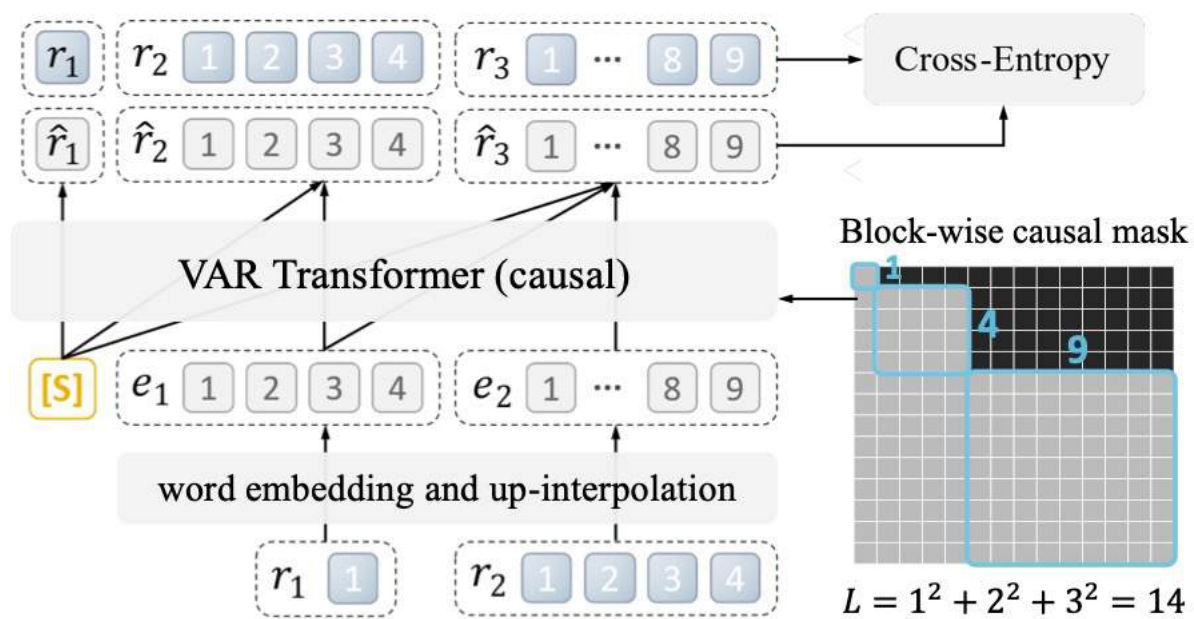 r₁ r₂ 1 2 3 4 r₃ 1 ··· 8 9
Cross-Entropy
r̂₁ r̂₂ 1 2 3 4 r̂₃ 1 ··· 8 9
VAR Transformer (causal)
Block-wise causal mask
1
4
9
[S] e₁ 1 2 3 4 e₂ 1 ··· 8 9
word embedding and up-interpolation
r₁ 1 r₂ 1 2 3 4
L = 1² + 2² + 3² = 14